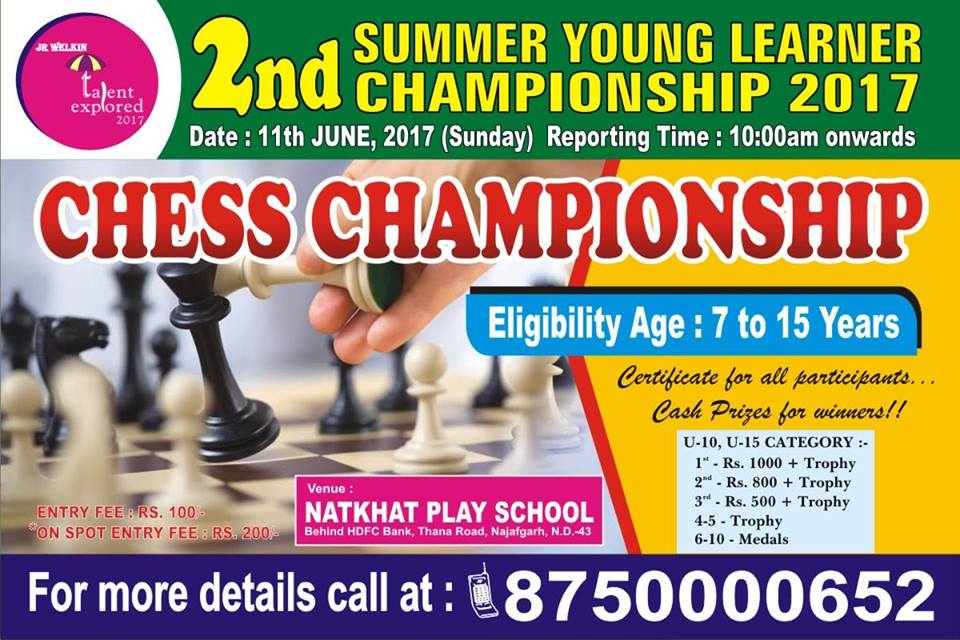 JR WELKIN
talent
explored
2017
2nd
SUMMER YOUNG LEARNER
CHAMPIONSHIP 2017
Date : 11th JUNE, 2017 (Sunday) Reporting Time : 10:00am onwards
CHESS CHAMPIONSHIP
Eligibility Age : 7 to 15 Years
Certificate for all participants...
Cash Prizes for winners!!
U-10, U-15 CATEGORY :-
1st - Rs. 1000 + Trophy
2nd - Rs. 800 + Trophy
3rd - Rs. 500 + Trophy
4-5 - Trophy
6-10 - Medals
ENTRY FEE : RS. 100/-
*ON SPOT ENTRY FEE : RS. 200/-
Venue :
NATKHAT PLAY SCHOOL
Behind HDFC Bank, Thana Road, Najafgarh, N.D.-43
For more details call at : 8750000652